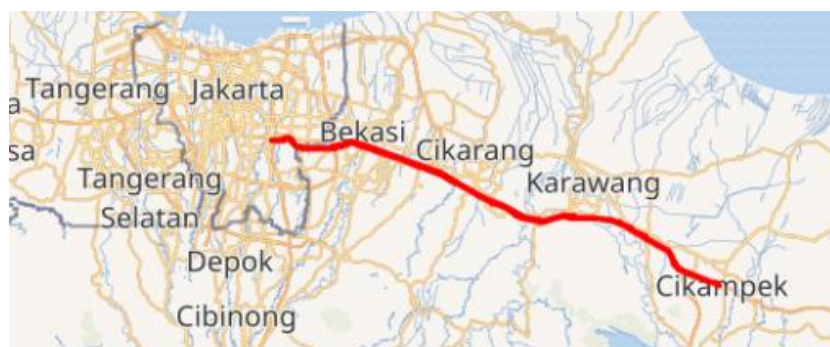 Tangerang
Jakarta
a
Bekasi
sa
Cikarang
Tangerang
Selatan
Karawang
Depok
Cikampek
Cibinong